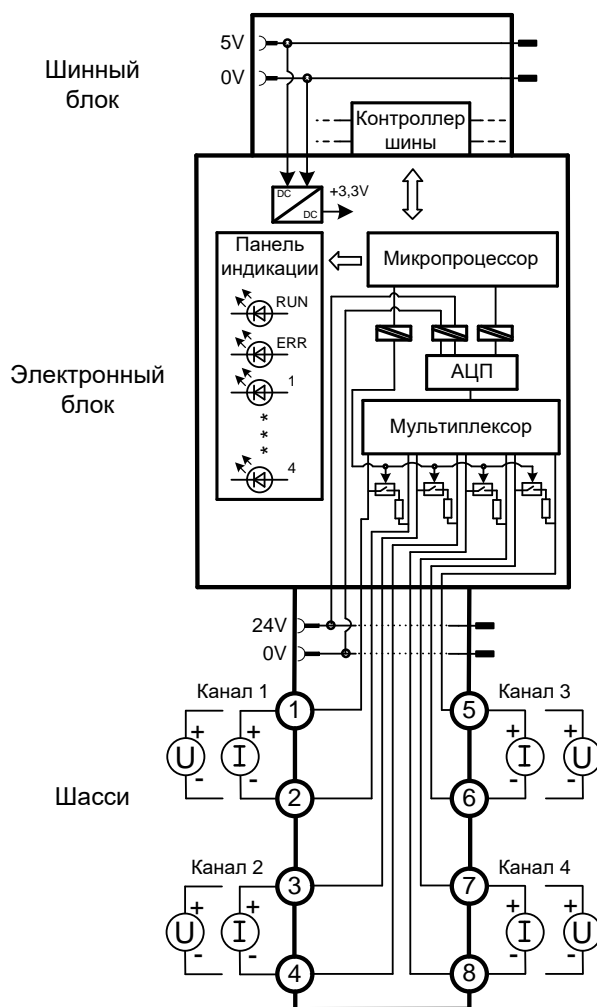 5V
Шинный
блок
0V
Контроллер
шины
DC
DC
+3,3V
Панель
индикации
Микропроцессор
RUN
ERR
1
* * *
4
Электронный
блок
АЦП
Мультиплексор
24V
0V
Канал 1
1
U
+
-
I
+
-
2
Канал 3
5
I
+
-
U
+
-
6
Шасси
Канал 2
3
U
+
-
I
+
-
4
Канал 4
7
I
+
-
U
+
-
8